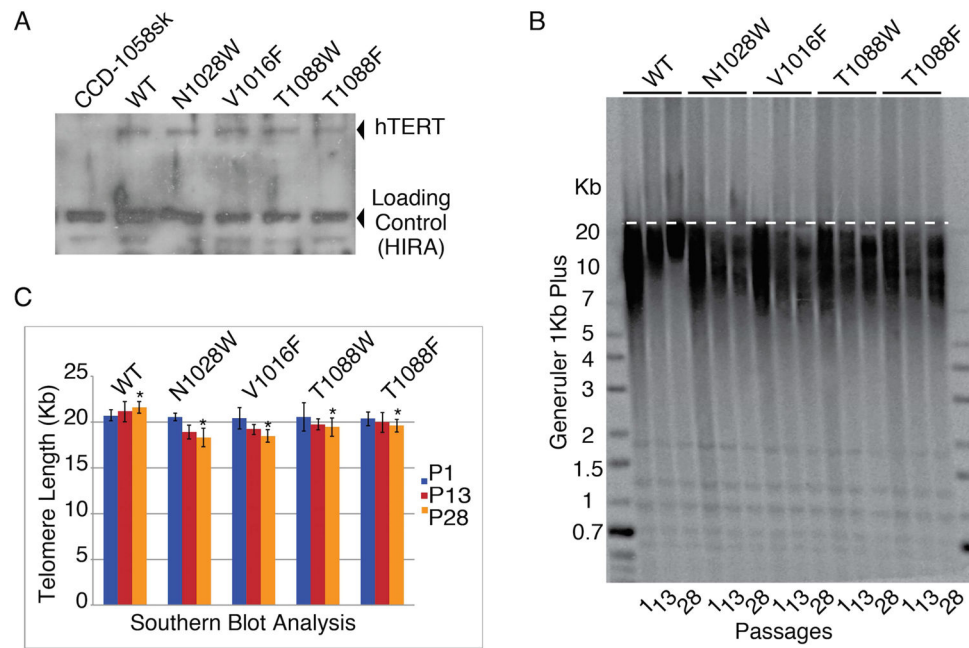 A
CCD-1058sk
WT
N1028W
V1016F
T1088W
T1088F
hTERT
Loading
Control
(HIRA)
B
WT
N1028W
V1016F
T1088W
T1088F
Kb
20
10
7
5
4
3
2
1.5
1
0.7
Generuler 1Kb Plus
1 13 28 1 13 28 1 13 28 1 13 28 1 13 28
Passages
C
WT
N1028W
V1016F
T1088W
T1088F
Telomere Length (Kb)
25
20
15
10
5
0
* * * * *
P1
P13
P28
Southern Blot Analysis